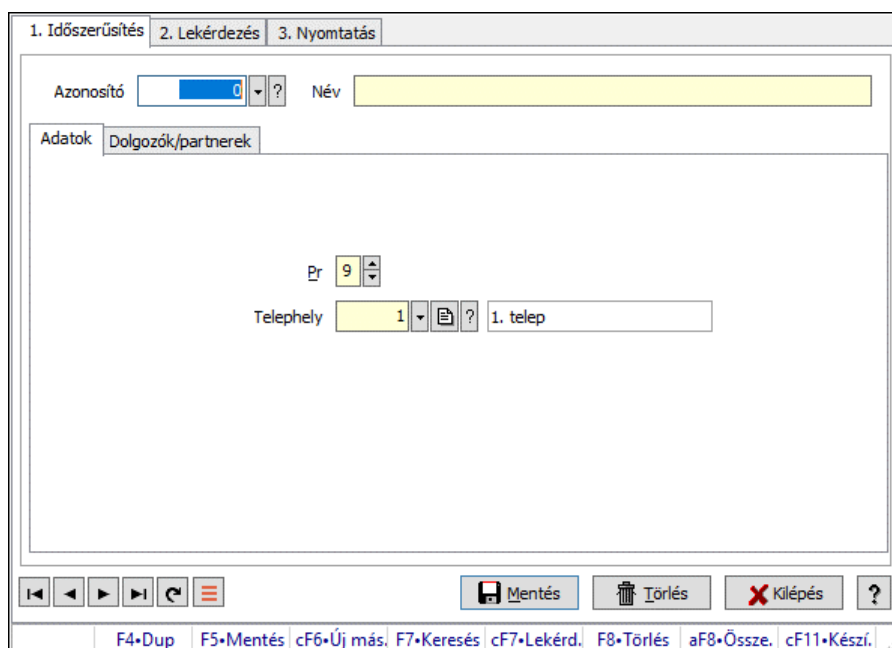 1. Időszerűsítés 2. Lekérdezés 3. Nyomtatás
Azonosító 0 ? Név
Adatok Dolgozók/partnerek
Pr 9
Telephely 1 ? 1. telep
Mentés Törlés Kilépés ?
F4•Dup F5•Mentés cF6•Új más. F7•Keresés cF7•Lekérd. F8•Törlés aF8•Össze. cF11•Készí.